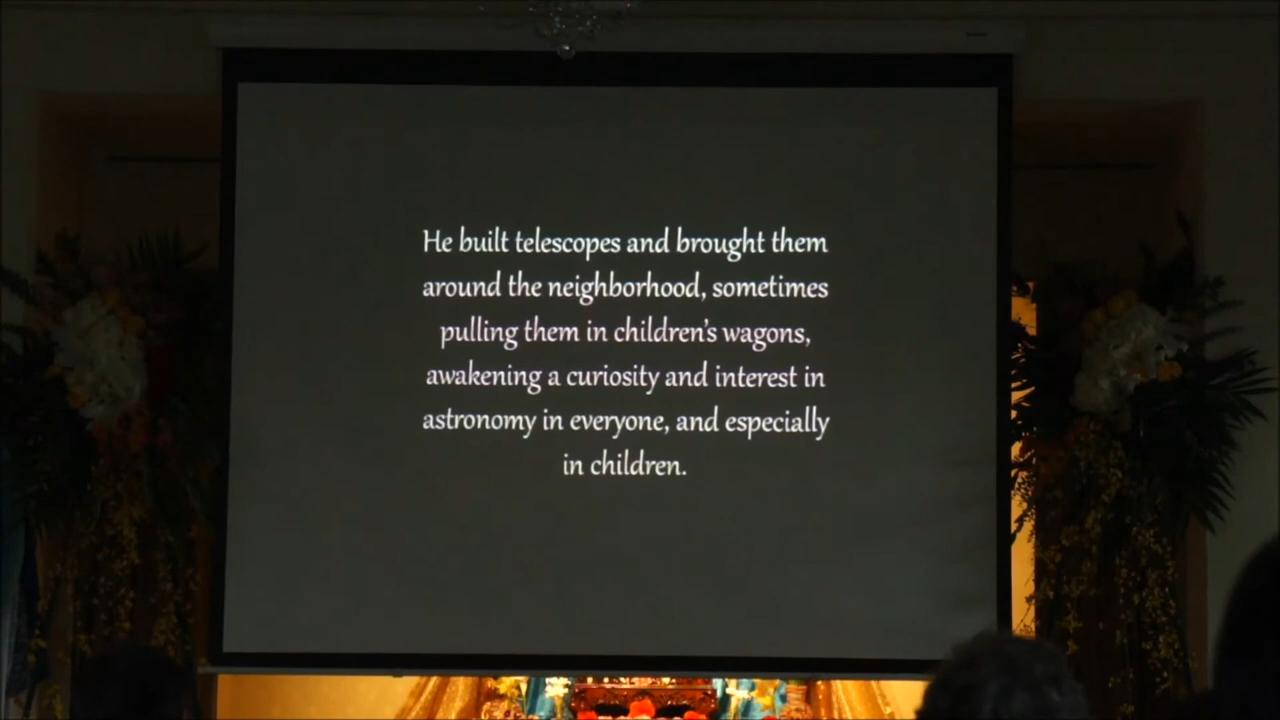 He built telescopes and brought them
around the neighborhood, sometimes
pulling them in children's wagons,
awakening a curiosity and interest in
astronomy in everyone, and especially
in children.